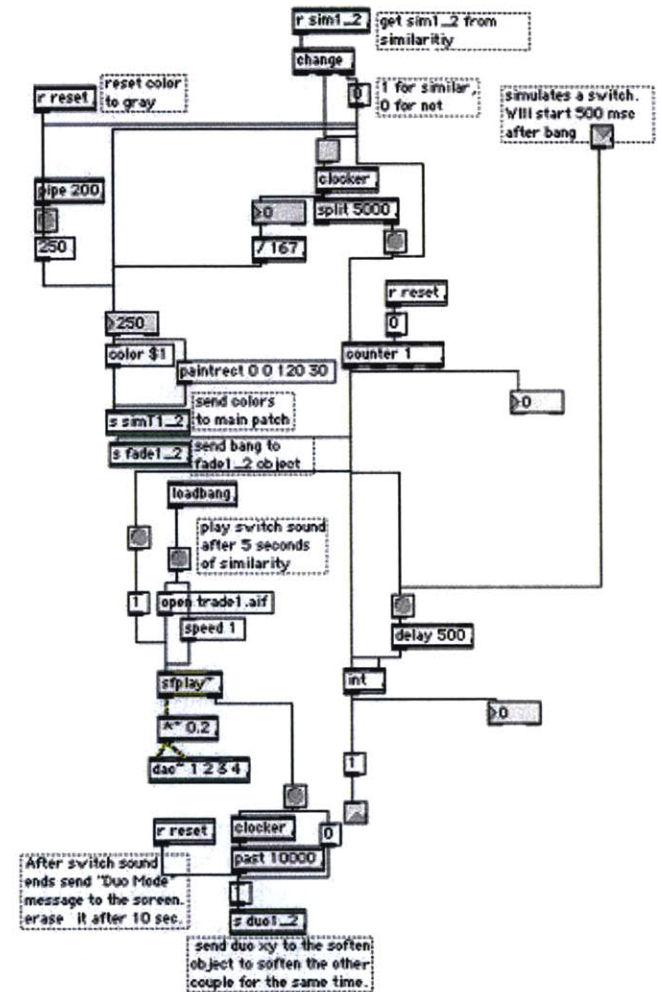 r sim1_2
get sim1_2 from
similaritiy
change
r reset
reset color
to gray
0
1 for similar,
0 for not
simulates a switch.
Will start 500 mse
after bang
pipe 200
clocker
0
split 5000
250
/ 167
r reset
0
250
color $1
counter 1
paintrect 0 0 120 30
0
s simT1_2
send colors
to main patch
s fade1_2
send bang to
fade1_2 object
loadbang
play switch sound
after 5 seconds
of similarity
1
open trade1.aif
speed 1
delay 500
sfplay~
int
0
*~ 0.2
1
dac~ 1 2 3 4
r reset
clocker
0
past 10000
After switch sound
ends send "Duo Mode"
message to the screen.
erase it after 10 sec.
s duo1_2
send duo xy to the soften
object to soften the other
couple for the same time.